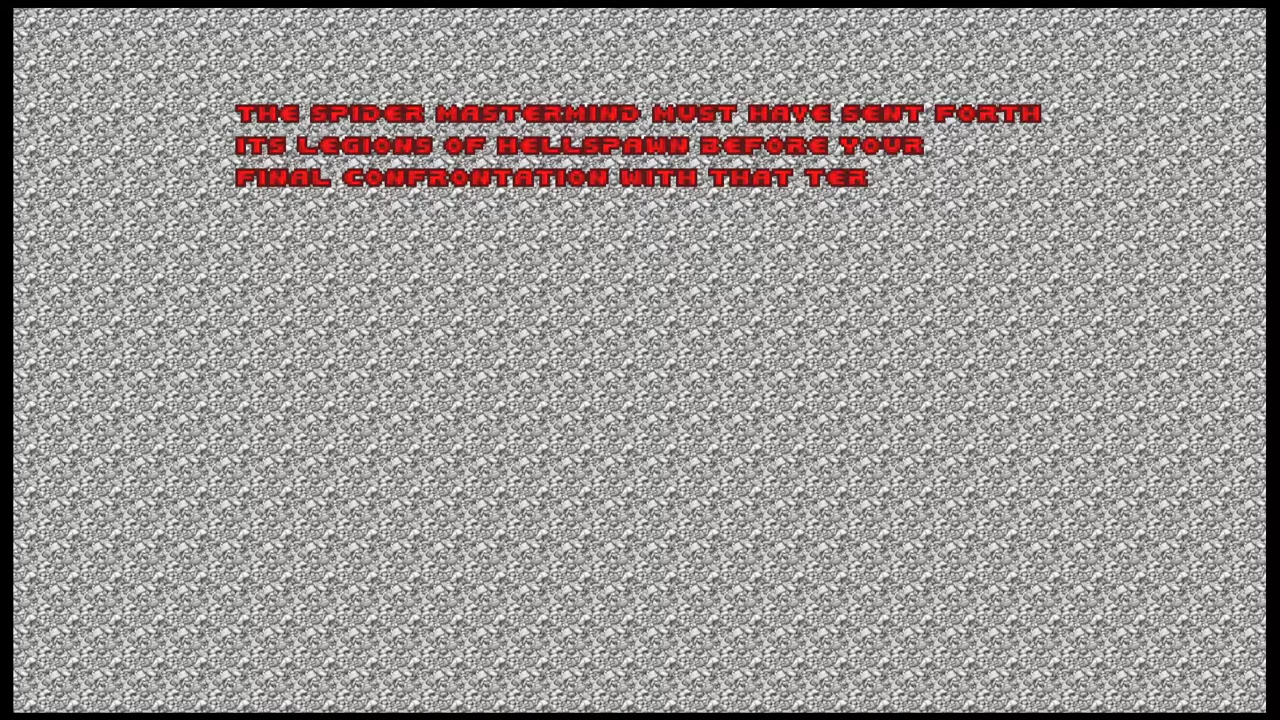 THE SPIDER MASTERMIND MUST HAVE SENT FORTH
ITS LEGIONS OF HELLSPAWN BEFORE YOUR
FINAL CONFRONTATION WITH THAT TER